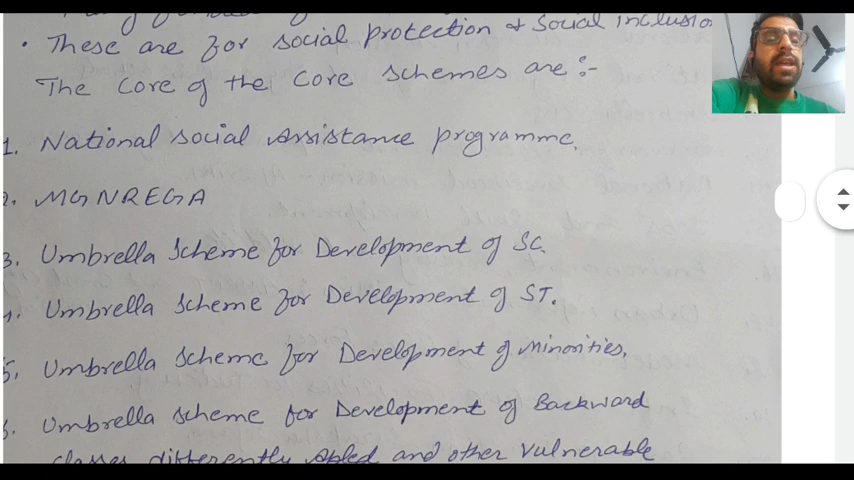 • These are for social protection & Social inclusio
The Core of the Core schemes are :-
1. National social Assistance programme.
2. MGNREGA
3. Umbrella Scheme for Development of SC.
4. Umbrella Scheme for Development of ST.
5. Umbrella Scheme for Development of Minorities.
6. Umbrella Scheme for Development of Backward
classes differently Abled and other vulnerable